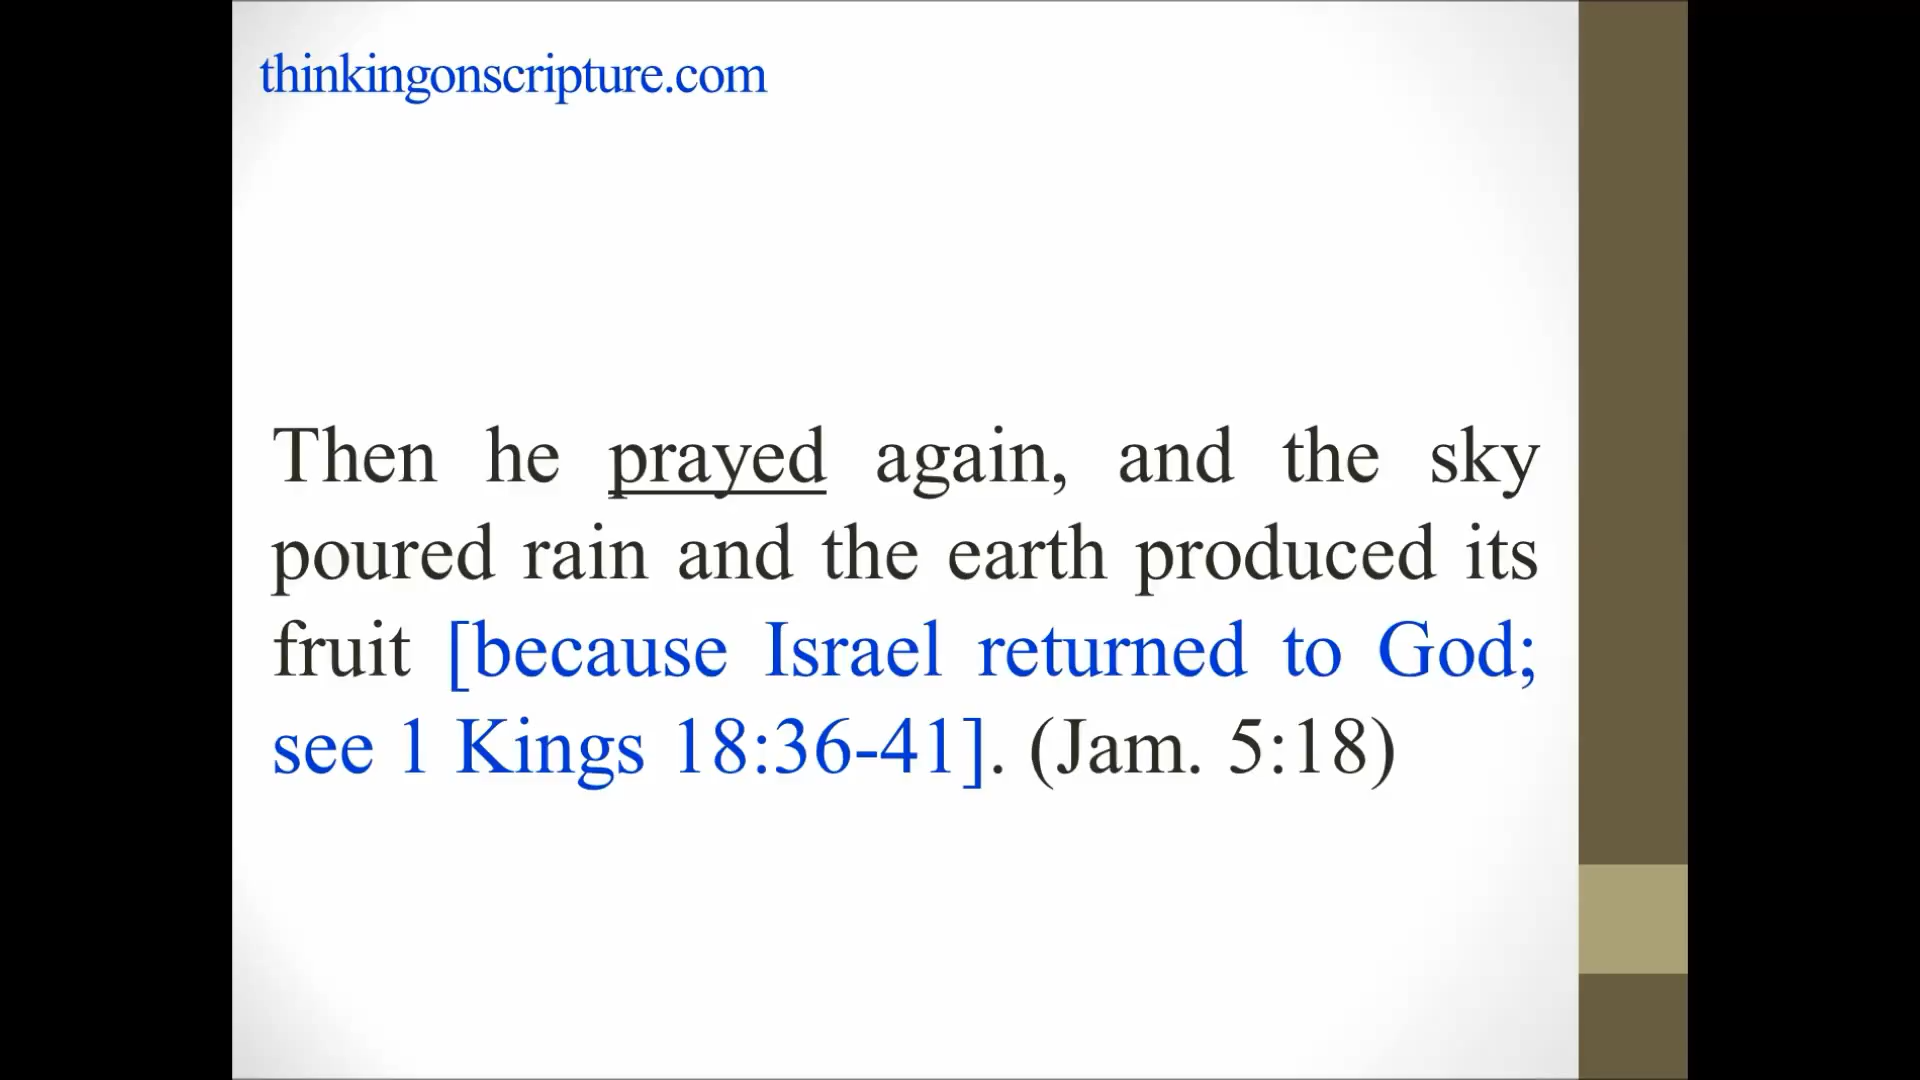 thinkingonscripture.com
Then he prayed again, and the sky
poured rain and the earth produced its
fruit [because Israel returned to God;
see 1 Kings 18:36-41]. (Jam. 5:18)